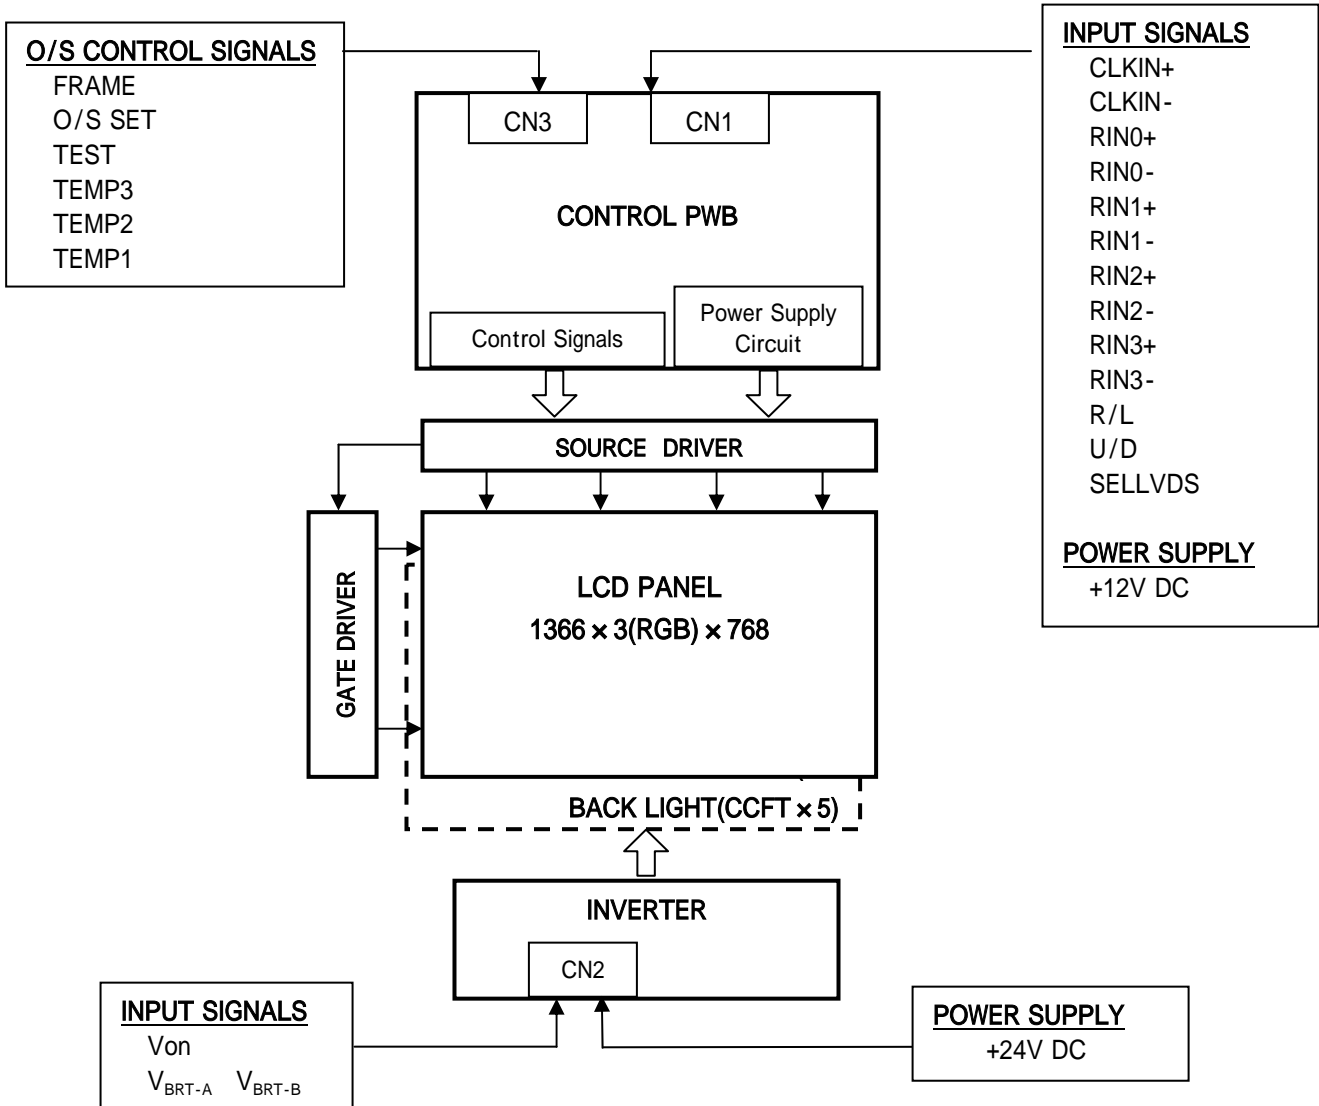 O/S CONTROL SIGNALS
FRAME
O/S SET
TEST
TEMP3
TEMP2
TEMP1
INPUT SIGNALS
CLKIN+
CLKIN-
RIN0+
RIN0-
RIN1+
RIN1-
RIN2+
RIN2-
RIN3+
RIN3-
R/L
U/D
SELLVDS
POWER SUPPLY
+12V DC
CN3
CN1
CONTROL PWB
Control Signals
Power Supply
Circuit
SOURCE DRIVER
GATE DRIVER
LCD PANEL
1366 × 3(RGB) × 768
BACK LIGHT(CCFT × 5)
INVERTER
CN2
INPUT SIGNALS
Von
VBRT-A VBRT-B
POWER SUPPLY
+24V DC